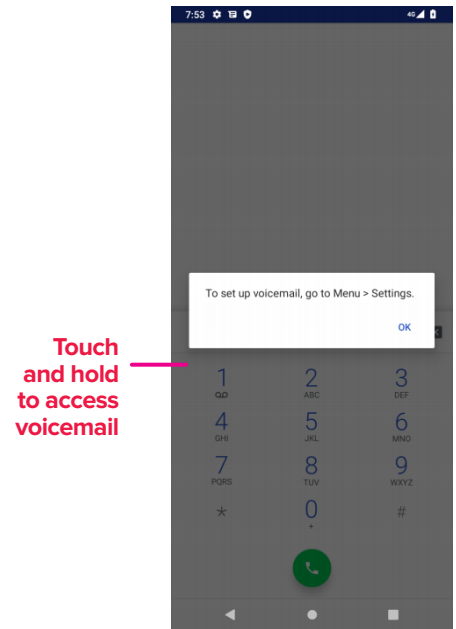 7:53
4G
To set up voicemail, go to Menu > Settings.
OK
Touch
and hold
to access
voicemail
1 2 3
ABC DEF
4 5 6
GHI JKL MNO
7 8 9
PQRS TUV WXYZ
* 0 #
+